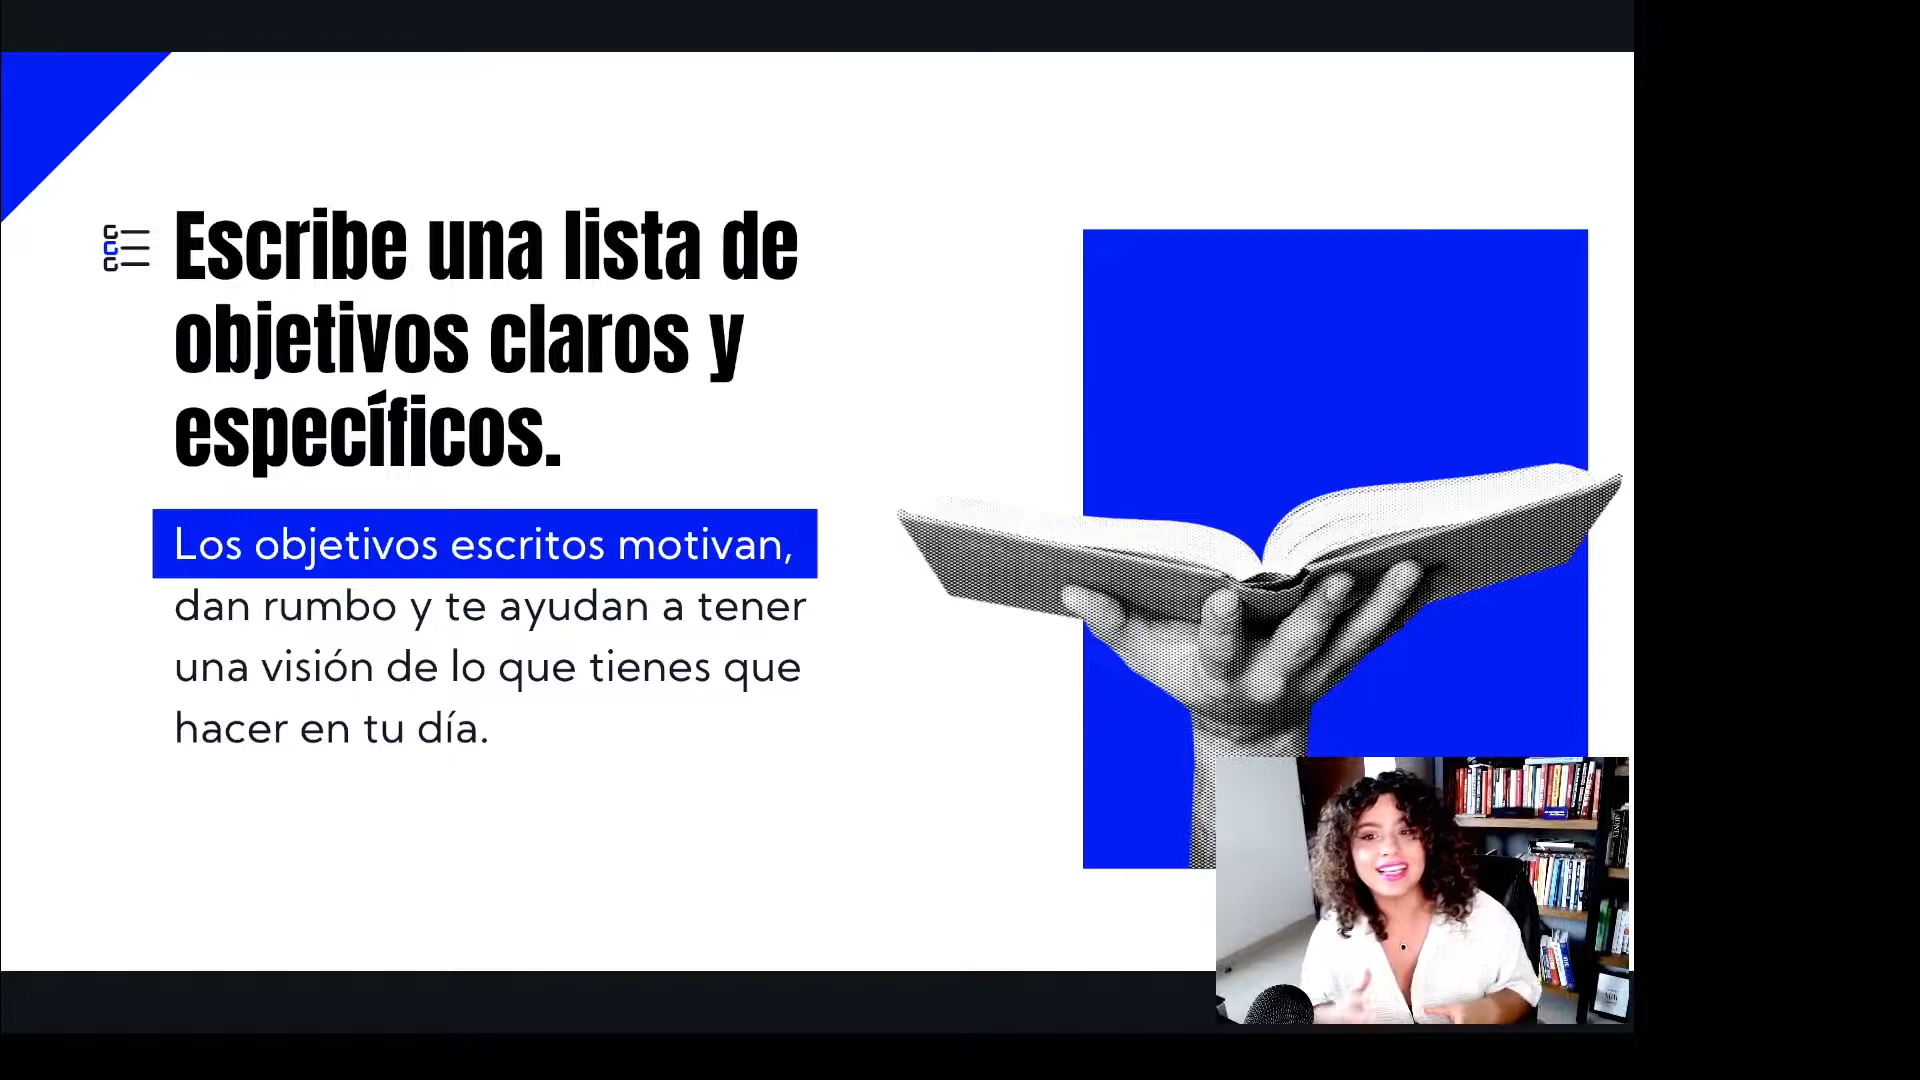 Escribe una lista de
objetivos claros y
específicos.
Los objetivos escritos motivan,
dan rumbo y te ayudan a tener
una visión de lo que tienes que
hacer en tu día.